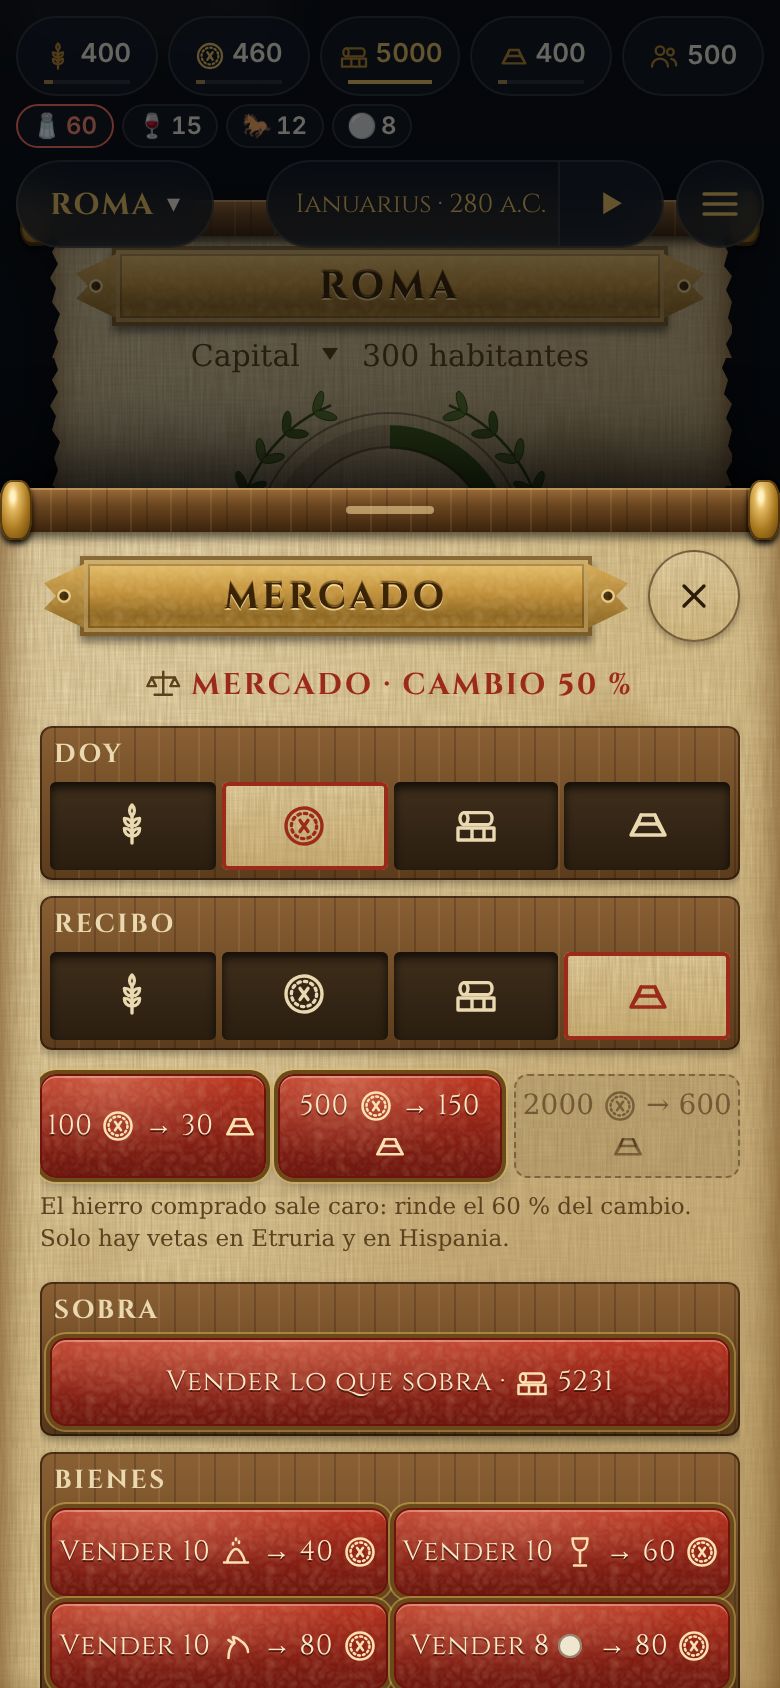 400 460 5000 400 500
60 15 12 8
ROMA ▼ IANUARIUS · 280 A.C.
ROMA
Capital ▼ 300 habitantes
MERCADO
MERCADO · CAMBIO 50 %
DOY
RECIBO
100 → 30
500 → 150
2000 → 600
El hierro comprado sale caro: rinde el 60 % del cambio.
Solo hay vetas en Etruria y en Hispania.
SOBRA
VENDER LO QUE SOBRA · 5231
BIENES
VENDER 10 → 40
VENDER 10 → 60
VENDER 10 → 80
VENDER 8 → 80